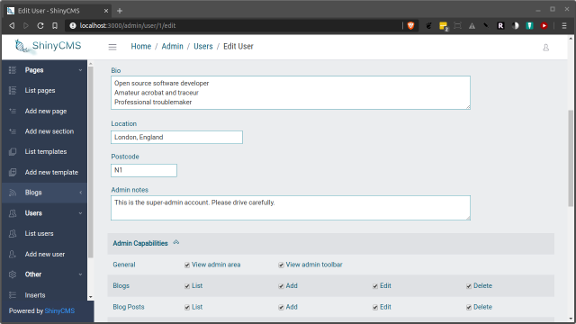 Edit User - ShinyCMS
localhost:3000/admin/user/1/edit
ShinyCMS
Home / Admin / Users / Edit User
Pages
List pages
Add new page
Add new section
List templates
Add new template
Blogs
Users
List users
Add new user
Other
Inserts
Powered by ShinyCMS
Bio
Open source software developer
Amateur acrobat and traceur
Professional troublemaker
Location
London, England
Postcode
N1
Admin notes
This is the super-admin account. Please drive carefully.
Admin Capabilities
General View admin area View admin toolbar
Blogs List Add Edit Delete
Blog Posts List Add Edit Delete